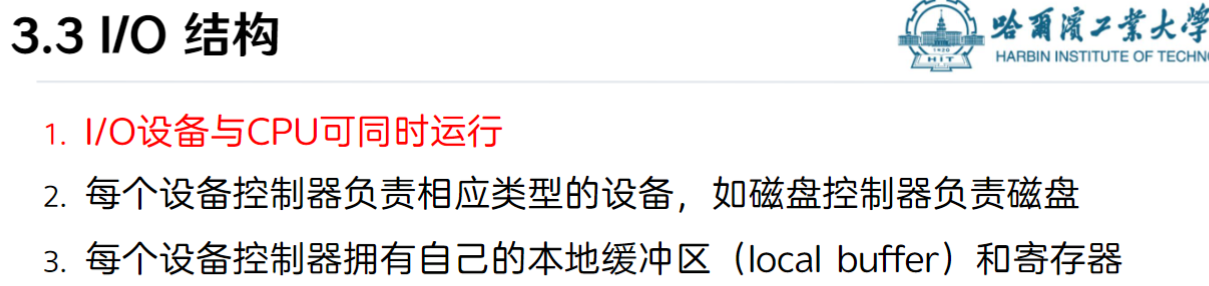 3.3 I/O 结构
哈爾濱工業大學
HARBIN INSTITUTE OF TECHNO
HIT
1. I/O设备与CPU可同时运行
2. 每个设备控制器负责相应类型的设备，如磁盘控制器负责磁盘
3. 每个设备控制器拥有自己的本地缓冲区（local buffer）和寄存器